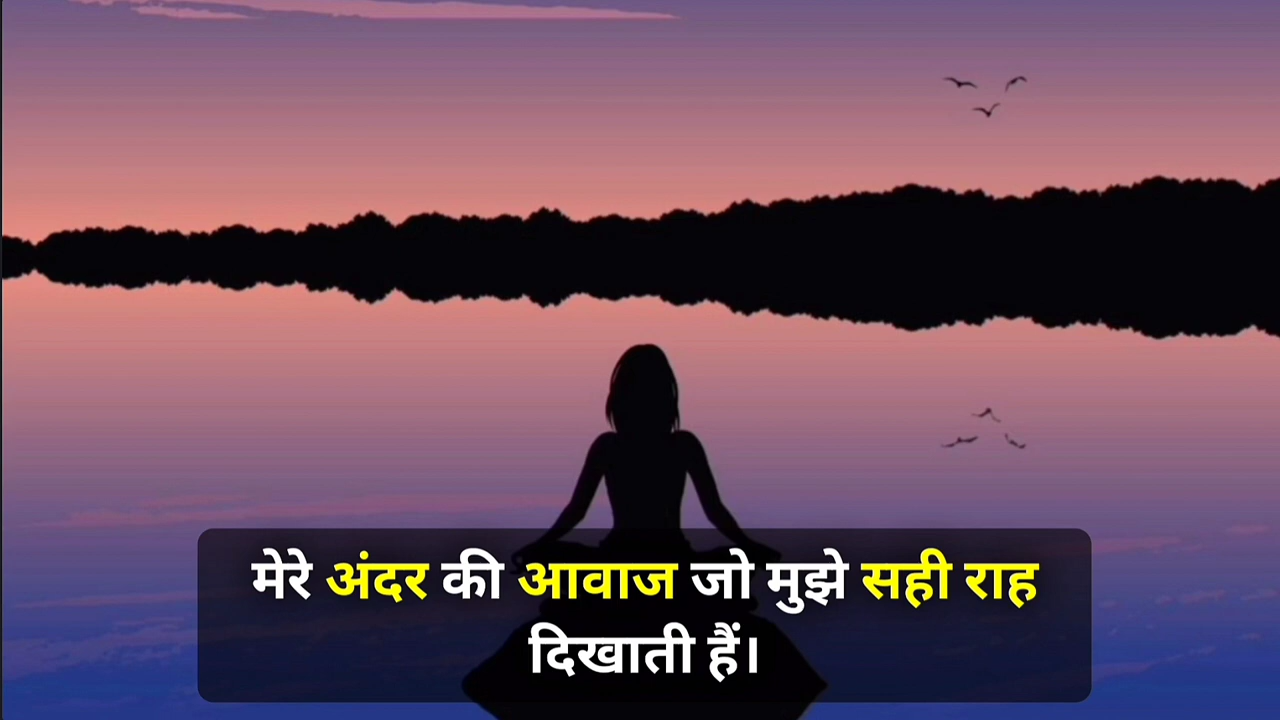 मेरे अंदर की आवाज जो मुझे सही राह
दिखाती हैं।